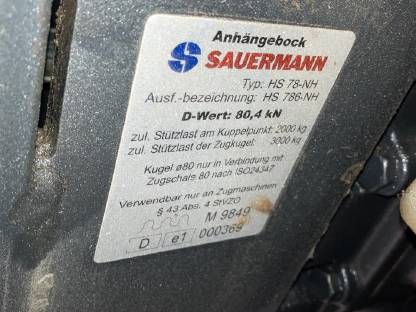 Anhängebock
SAUERMANN
Typ: HS 78-NH
Ausf.-bezeichnung: HS 786-NH
D-Wert: 80,4 kN
zul. Stützlast am Kuppelpunkt: 2000 kg
zul. Stützlast der Zugkugel: 3000 kg
Kugel ø80 nur in Verbindung mit
Zugschale 80 nach ISO24347
Verwendbar nur an Zugmaschinen
§ 43 Abs. 4 StVZO
M 9849
D e1 000369